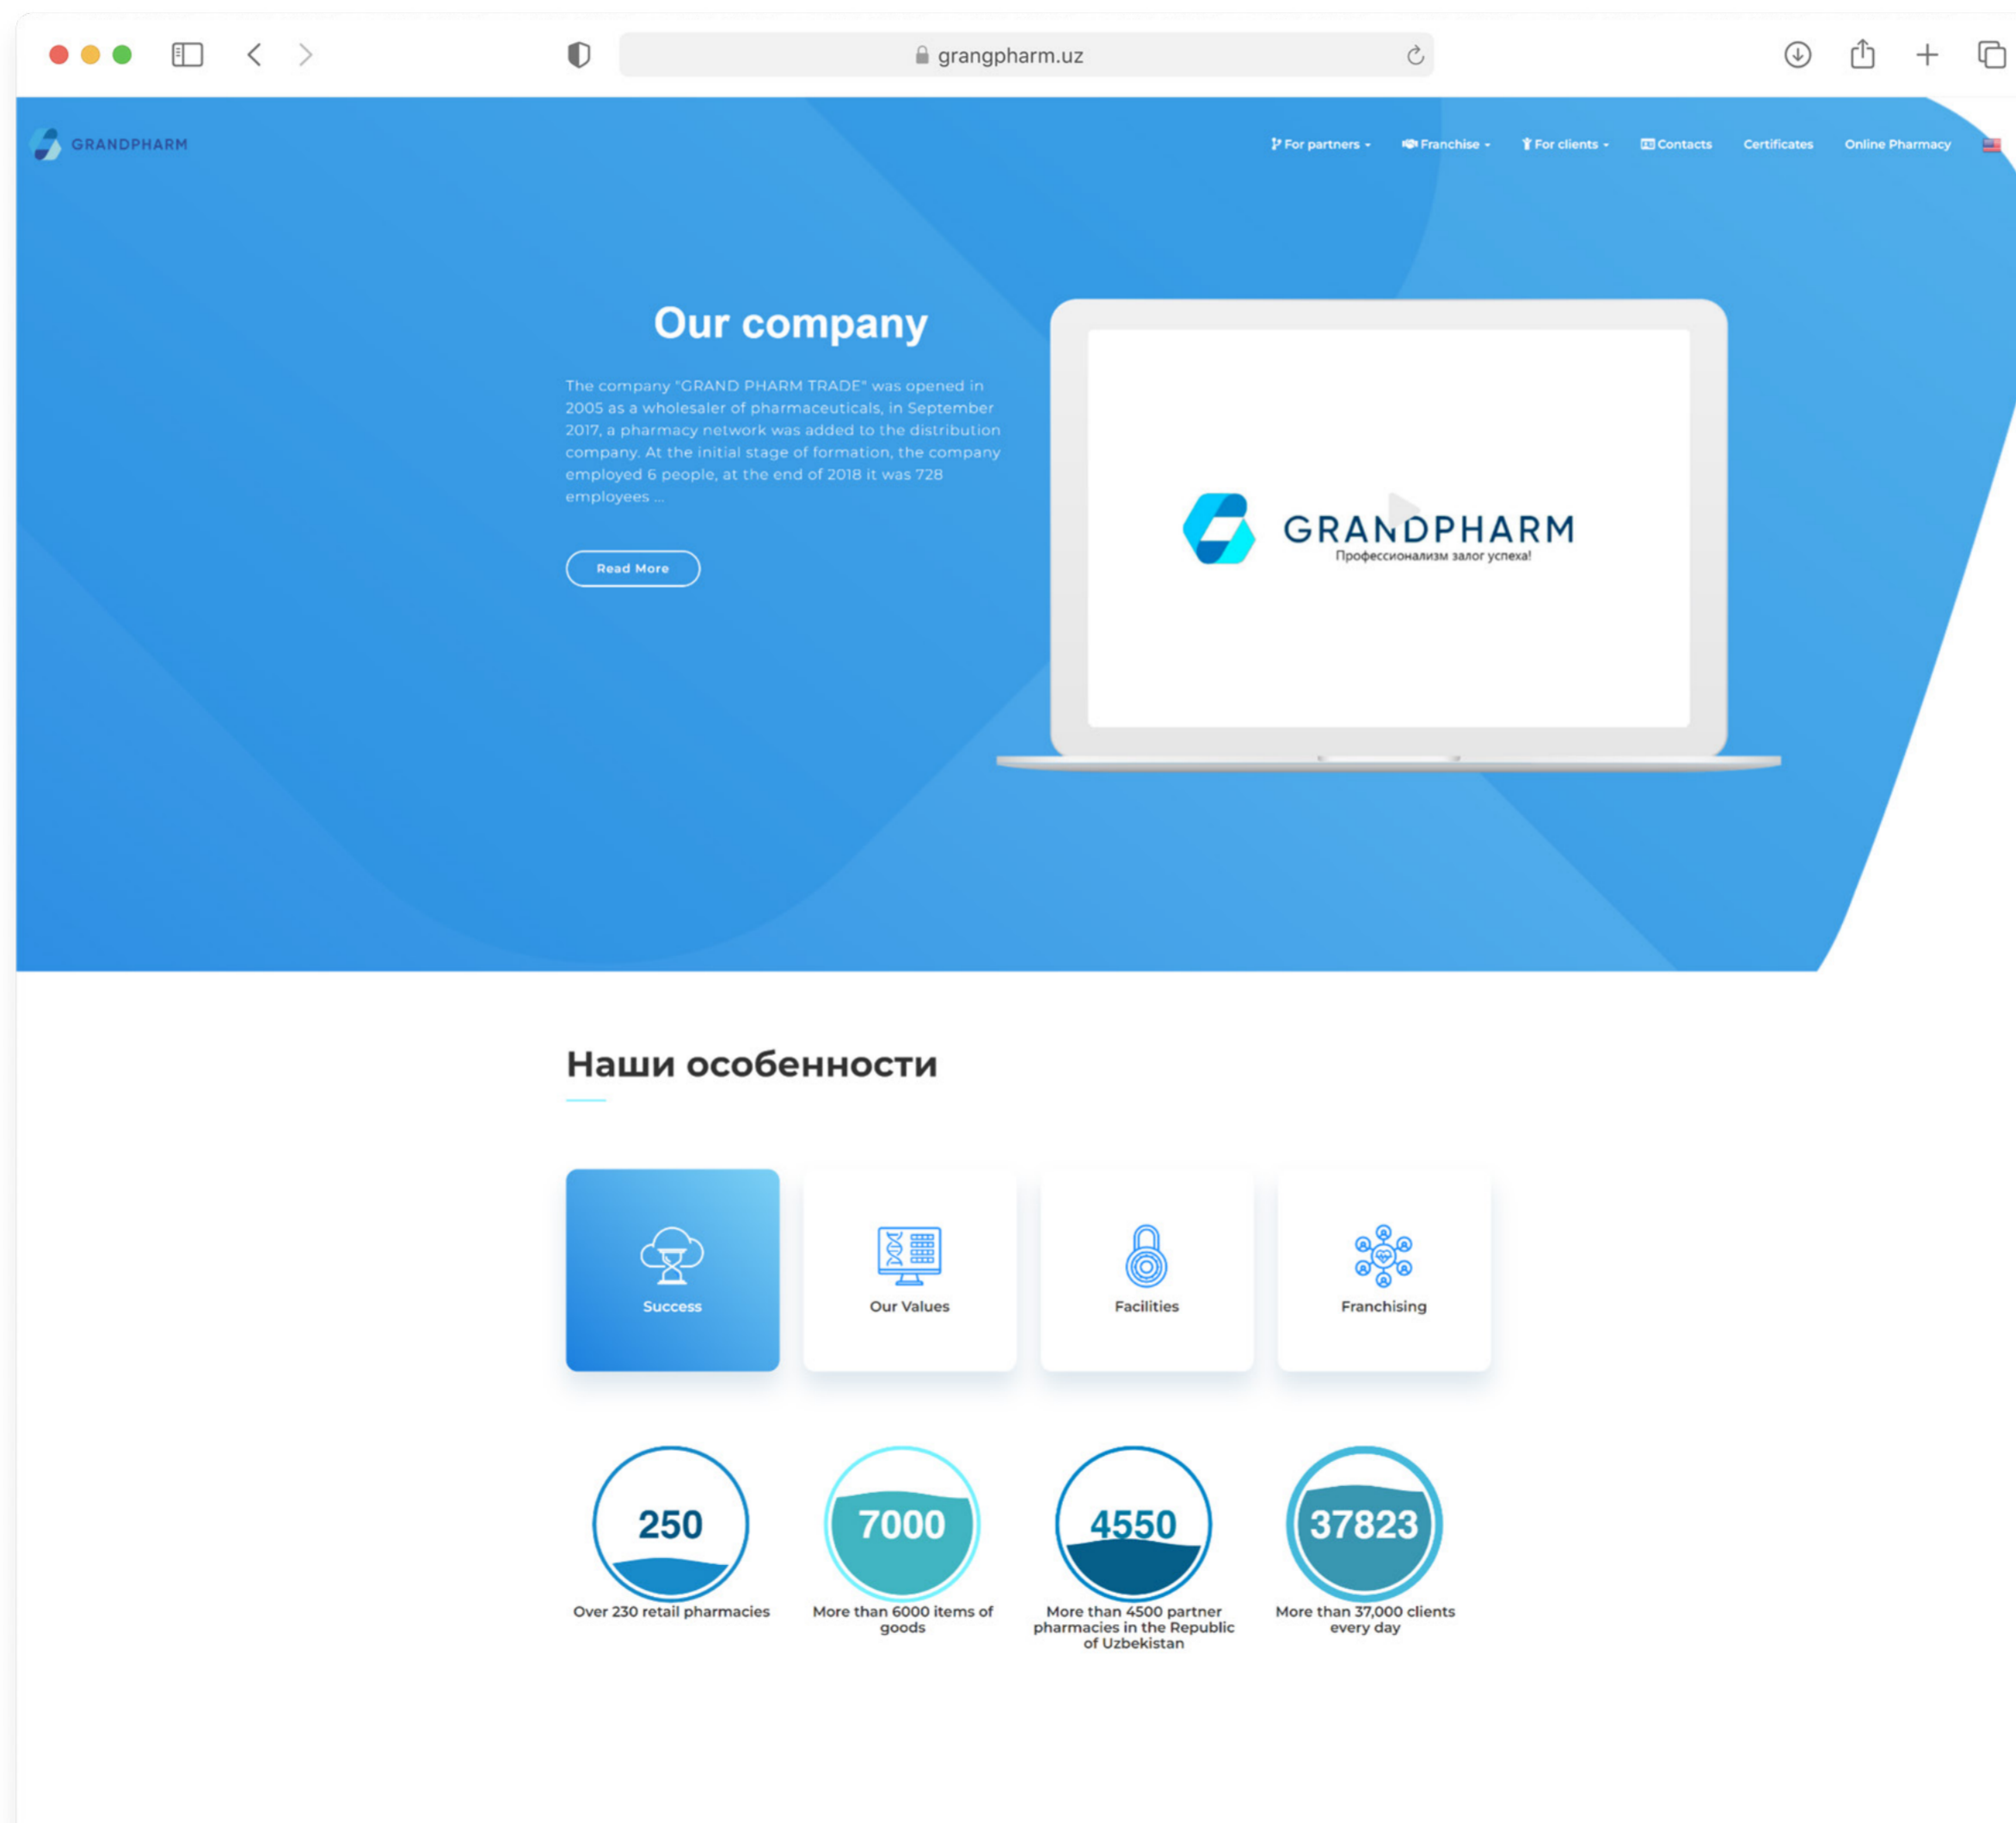 grangpharm.uz
GRANDPHARM
For partners
Franchise
For clients
Contacts
Certificates
Online Pharmacy
Our company
The company "GRAND PHARM TRADE" was opened in
2005 as a wholesaler of pharmaceuticals, in September
2017, a pharmacy network was added to the distribution
company. At the initial stage of formation, the company
employed 6 people, at the end of 2018 it was 728
employees ...
Read More
GRANDPHARM
Профессионализм залог успеха!
Наши особенности
Success
Our Values
Facilities
Franchising
250
Over 230 retail pharmacies
7000
More than 6000 items of
goods
4550
More than 4500 partner
pharmacies in the Republic
of Uzbekistan
37823
More than 37,000 clients
every day